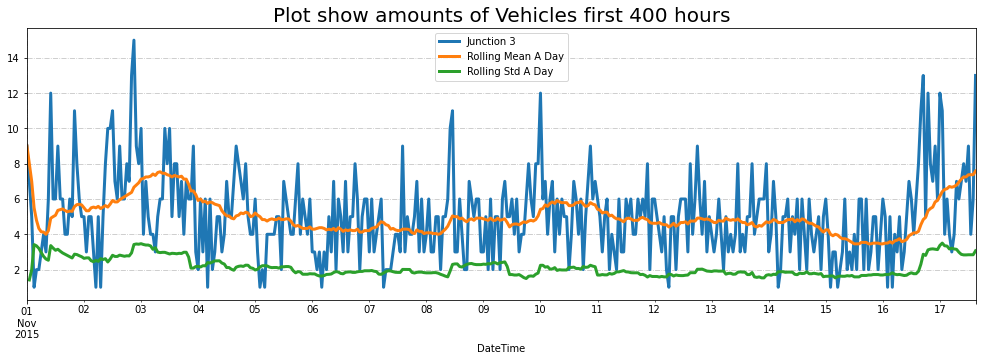 Plot show amounts of Vehicles first 400 hours
Junction 3
Rolling Mean A Day
Rolling Std A Day
14
12
10
8
6
4
2
01 02 03 04 05 06 07 08 09 10 11 12 13 14 15 16 17
Nov
2015
DateTime